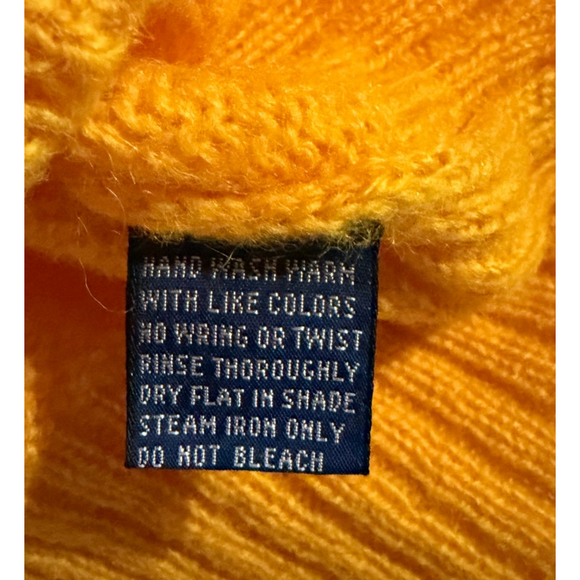 HAND WASH WARM
WITH LIKE COLORS
NO WRING OR TWIST
RINSE THOROUGHLY
DRY FLAT IN SHADE
STEAM IRON ONLY
DO NOT BLEACH